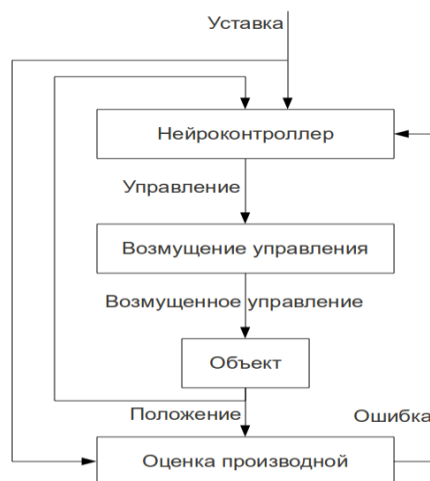 Уставка
Нейроконтроллер
Управление
Возмущение управления
Возмущенное управление
Объект
Положение
Ошибка
Оценка производной